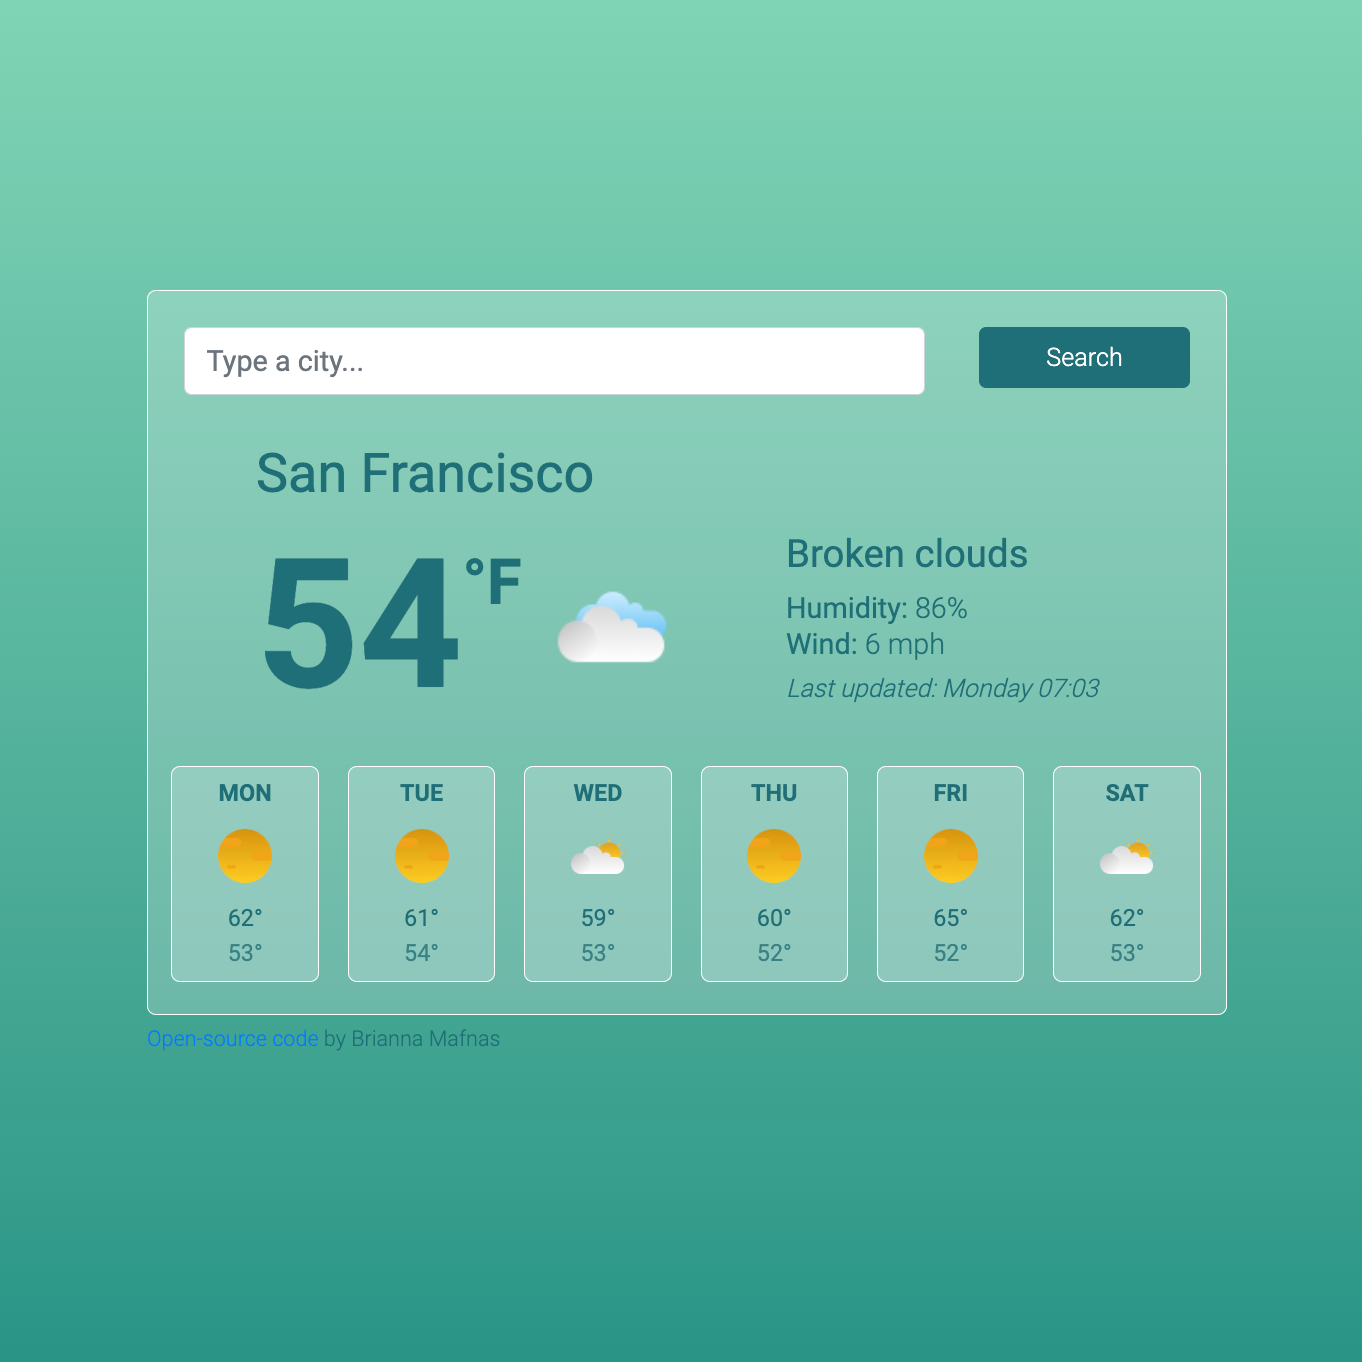 Type a city...
Search
San Francisco
54 °F
Broken clouds
Humidity: 86%
Wind: 6 mph
Last updated: Monday 07:03
MON
62°
53°
TUE
61°
54°
WED
59°
53°
THU
60°
52°
FRI
65°
52°
SAT
62°
53°
Open-source code by Brianna Mafnas